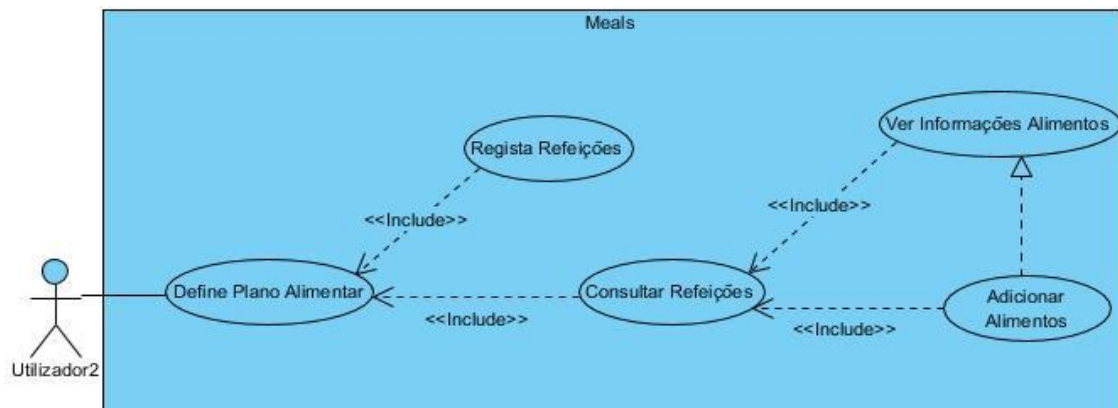 Meals
Ver Informações Alimentos
Regista Refeições
<<Include>>
<<Include>>
Define Plano Alimentar
Consultar Refeições
Adicionar
Alimentos
<<Include>>
<<Include>>
Utilizador2